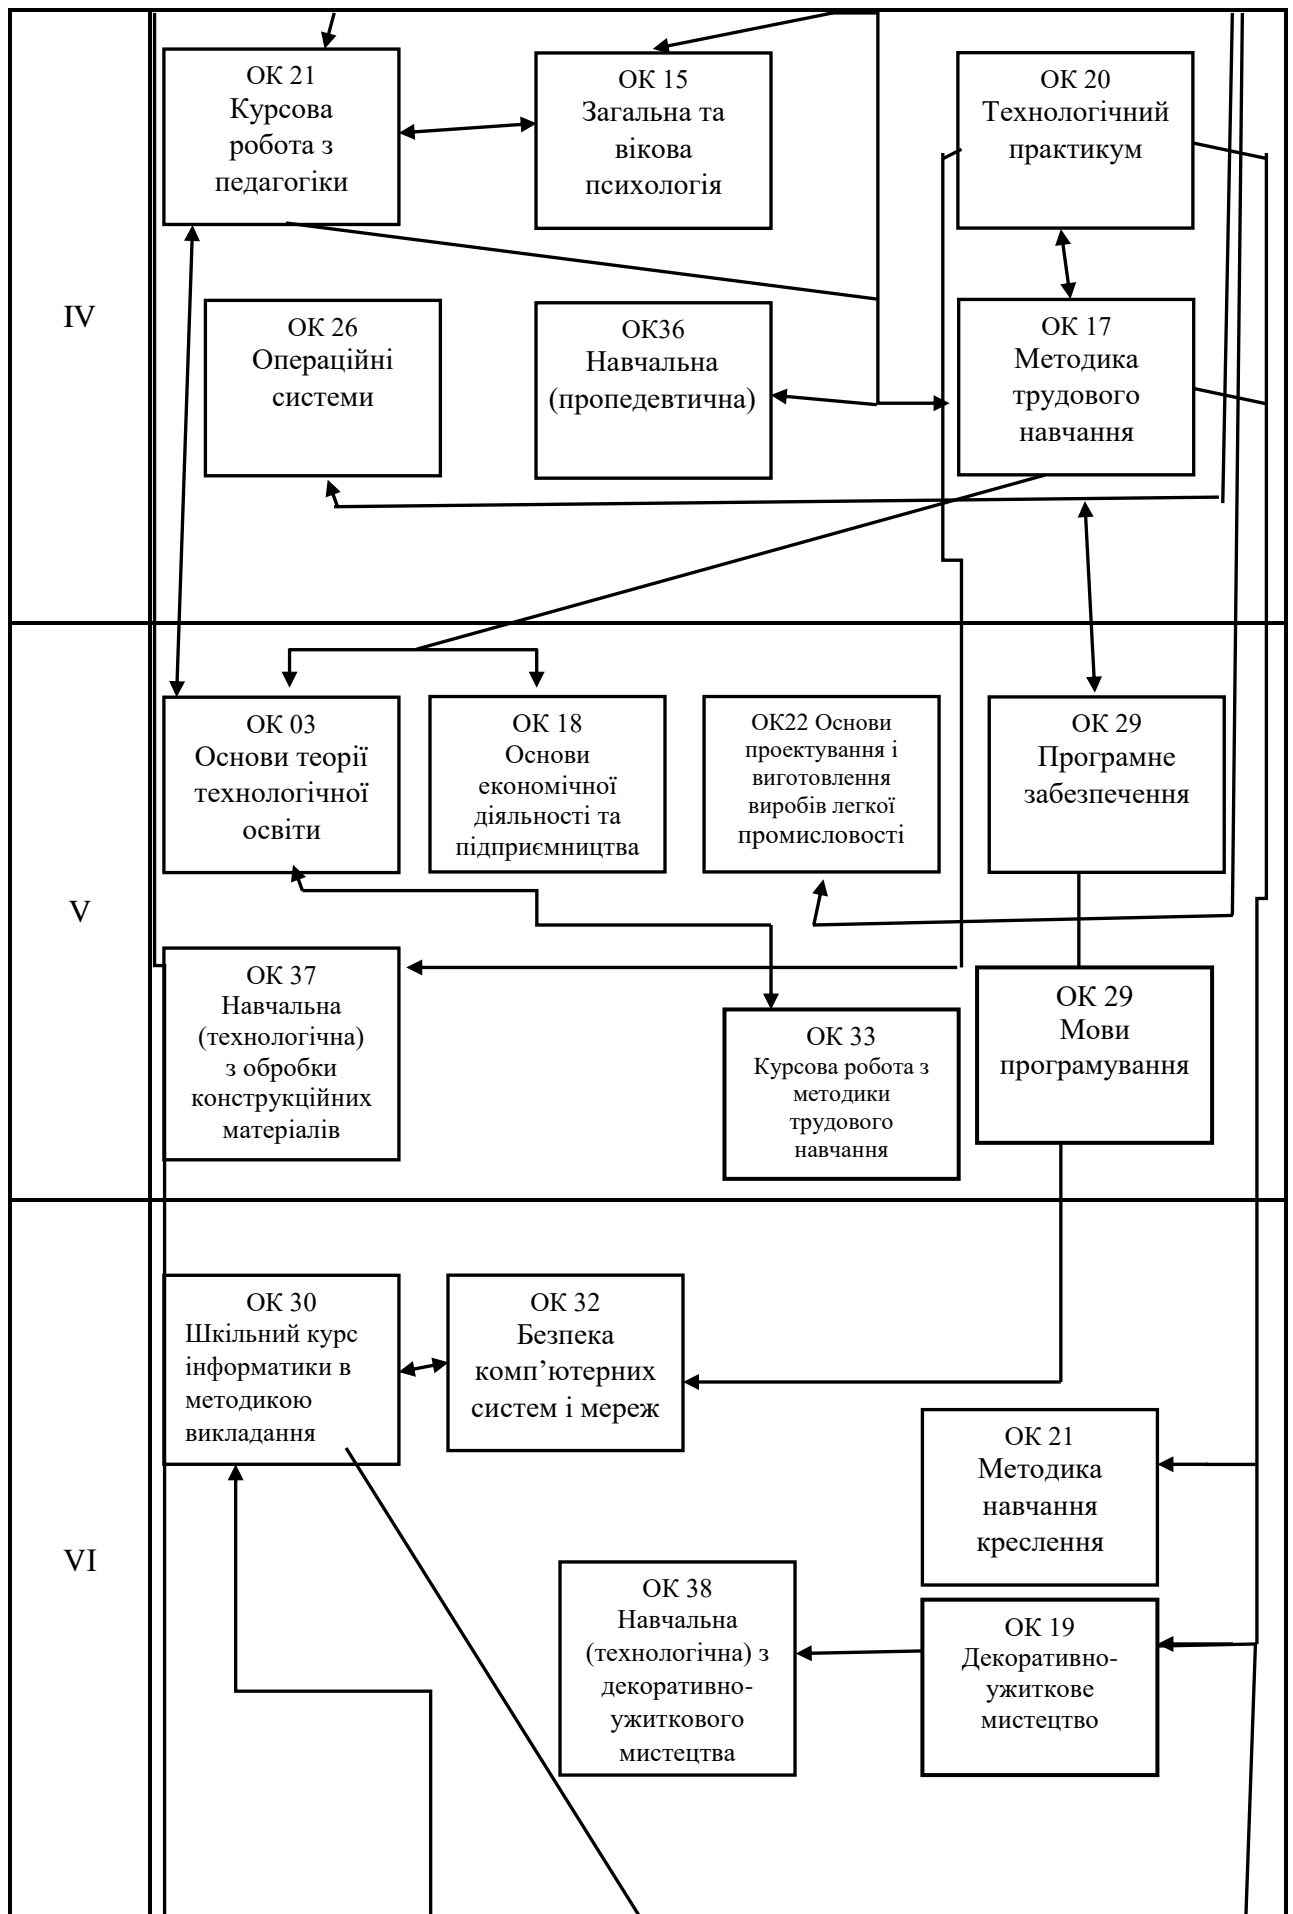 IV
ОК 21
Курсова
робота з
педагогіки
ОК 15
Загальна та
вікова
психологія
ОК 20
Технологічний
практикум
ОК 26
Операційні
системи
ОК36
Навчальна
(пропедевтична)
ОК 17
Методика
трудового
навчання
V
ОК 03
Основи теорії
технологічної
освіти
ОК 18
Основи
економічної
діяльності та
підприємництва
ОК22 Основи
проектування і
виготовлення
виробів легкої
промисловості
ОК 29
Програмне
забезпечення
ОК 37
Навчальна
(технологічна)
з обробки
конструкційних
матеріалів
ОК 33
Курсова робота з
методики
трудового
навчання
ОК 29
Мови
програмування
VI
ОК 30
Шкільний курс
інформатики в
методикою
викладання
ОК 32
Безпека
комп’ютерних
систем і мереж
ОК 21
Методика
навчання
креслення
ОК 38
Навчальна
(технологічна) з
декоративно-
ужиткового
мистецтва
ОК 19
Декоративно-
ужиткове
мистецтво